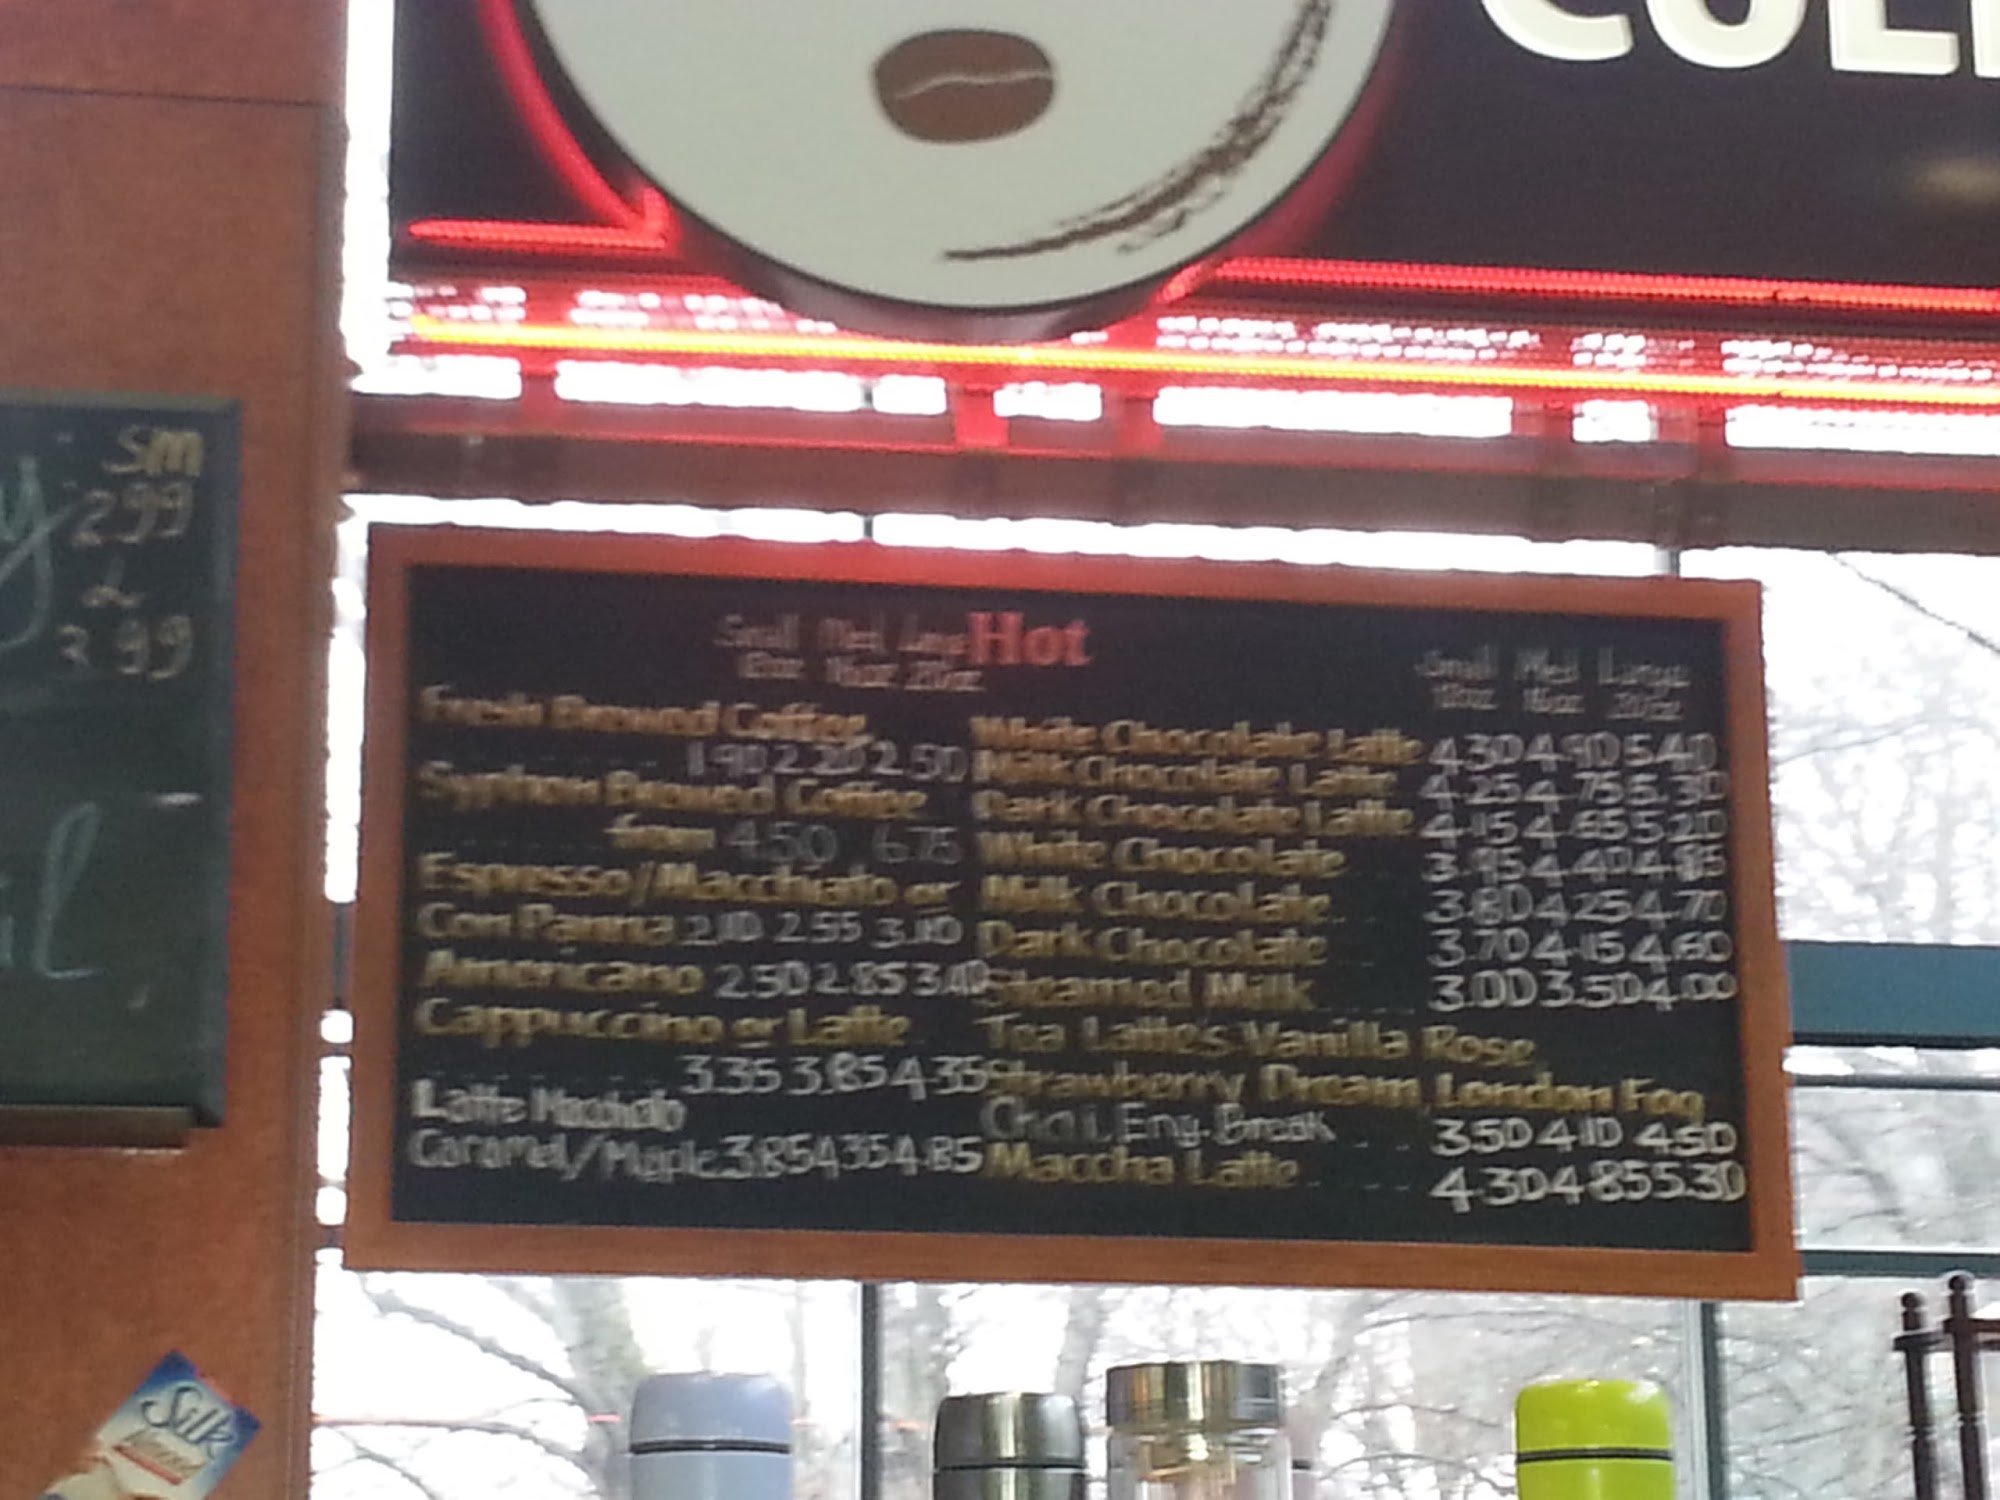 SM
299
L
3.99
Small Med Large Hot
12oz 16oz 20oz
Small Med Large
12oz 16oz 20oz
Fresh Brewed Coffee
1.90 2.20 2.50
Syphon Brewed Coffee
from 4.50 6.75
Espresso/Macchiato or
Con Panna 2.10 2.55 3.10
Americano 2.50 2.85 3.40
Cappuccino or Latte
3.35 3.85 4.35
Latte Macchiato
Caramel/Maple 3.85 4.35 4.85
White Chocolate Latte 4.30 4.90 5.40
Milk Chocolate Latte 4.25 4.75 5.30
Dark Chocolate Latte 4.15 4.65 5.20
White Chocolate 3.95 4.40 4.85
Milk Chocolate 3.80 4.25 4.70
Dark Chocolate 3.70 4.15 4.60
Steamed Milk 3.00 3.50 4.00
Tea Latte's Vanilla Rose
Strawberry Dream, London Fog
Chai, Eng. Break 3.50 4.10 4.50
Maccha Latte 4.30 4.85 5.30
Silk